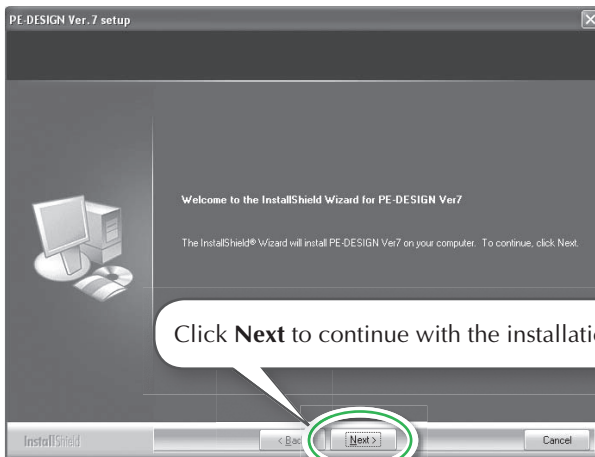 PE-DESIGN Ver.7 setup
Welcome to the InstallShield Wizard for PE-DESIGN Ver7
The InstallShield® Wizard will install PE-DESIGN Ver7 on your computer. To continue, click Next.
Click Next to continue with the
InstallShield
Next >
Cancel